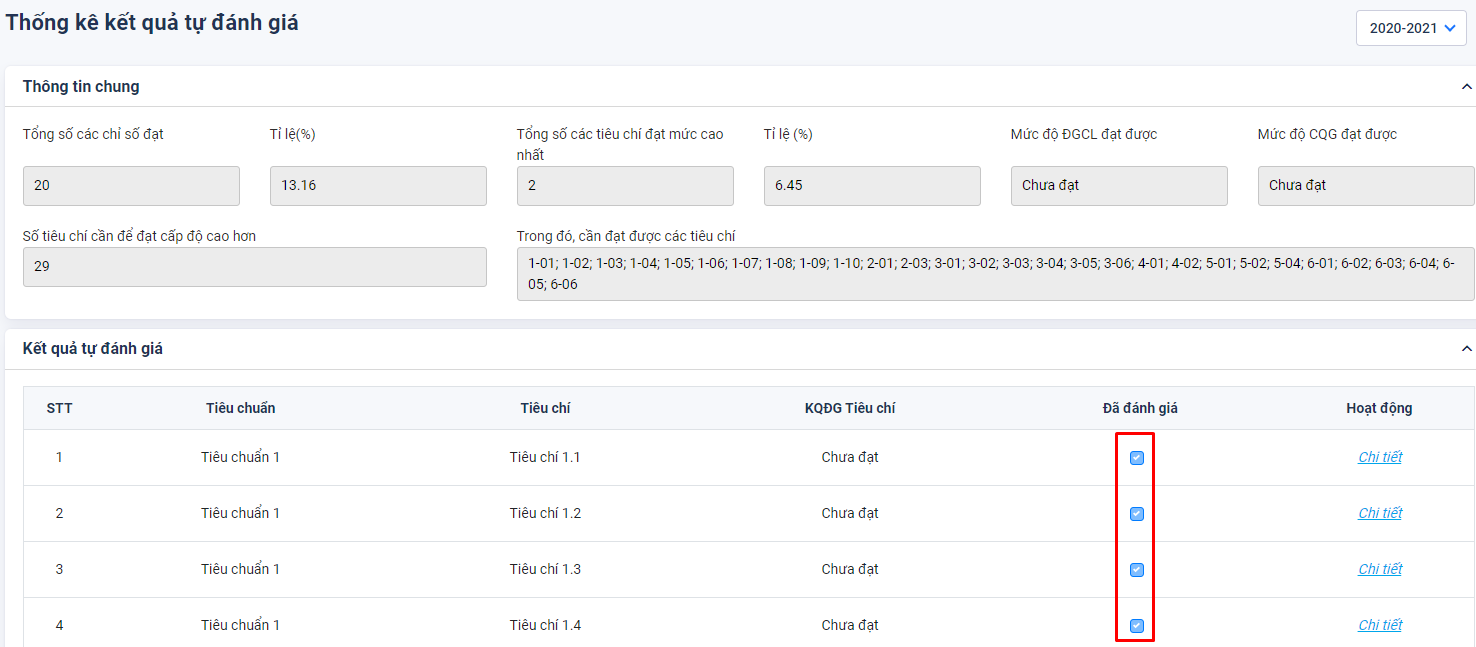 Thống kê kết quả tự đánh giá
2020-2021
Thông tin chung
Tổng số các chỉ số đạt
Tỉ lệ(%)
Tổng số các tiêu chí đạt mức cao
nhất
Tỉ lệ (%)
Mức độ ĐGCL đạt được
Mức độ CQG đạt được
20
13.16
2
6.45
Chưa đạt
Chưa đạt
Số tiêu chí cần để đạt cấp độ cao hơn
Trong đó, cần đạt được các tiêu chí
29
1-01; 1-02; 1-03; 1-04; 1-05; 1-06; 1-07; 1-08; 1-09; 1-10; 2-01; 2-03; 3-01; 3-02; 3-03; 3-04; 3-05; 3-06; 4-01; 4-02; 5-01; 5-02; 5-04; 6-01; 6-02; 6-03; 6-04; 6-
05; 6-06
Kết quả tự đánh giá
STT Tiêu chuẩn Tiêu chí KQĐG Tiêu chí Đã đánh giá Hoạt động
1 Tiêu chuẩn 1 Tiêu chí 1.1 Chưa đạt Chi tiết
2 Tiêu chuẩn 1 Tiêu chí 1.2 Chưa đạt Chi tiết
3 Tiêu chuẩn 1 Tiêu chí 1.3 Chưa đạt Chi tiết
4 Tiêu chuẩn 1 Tiêu chí 1.4 Chưa đạt Chi tiết